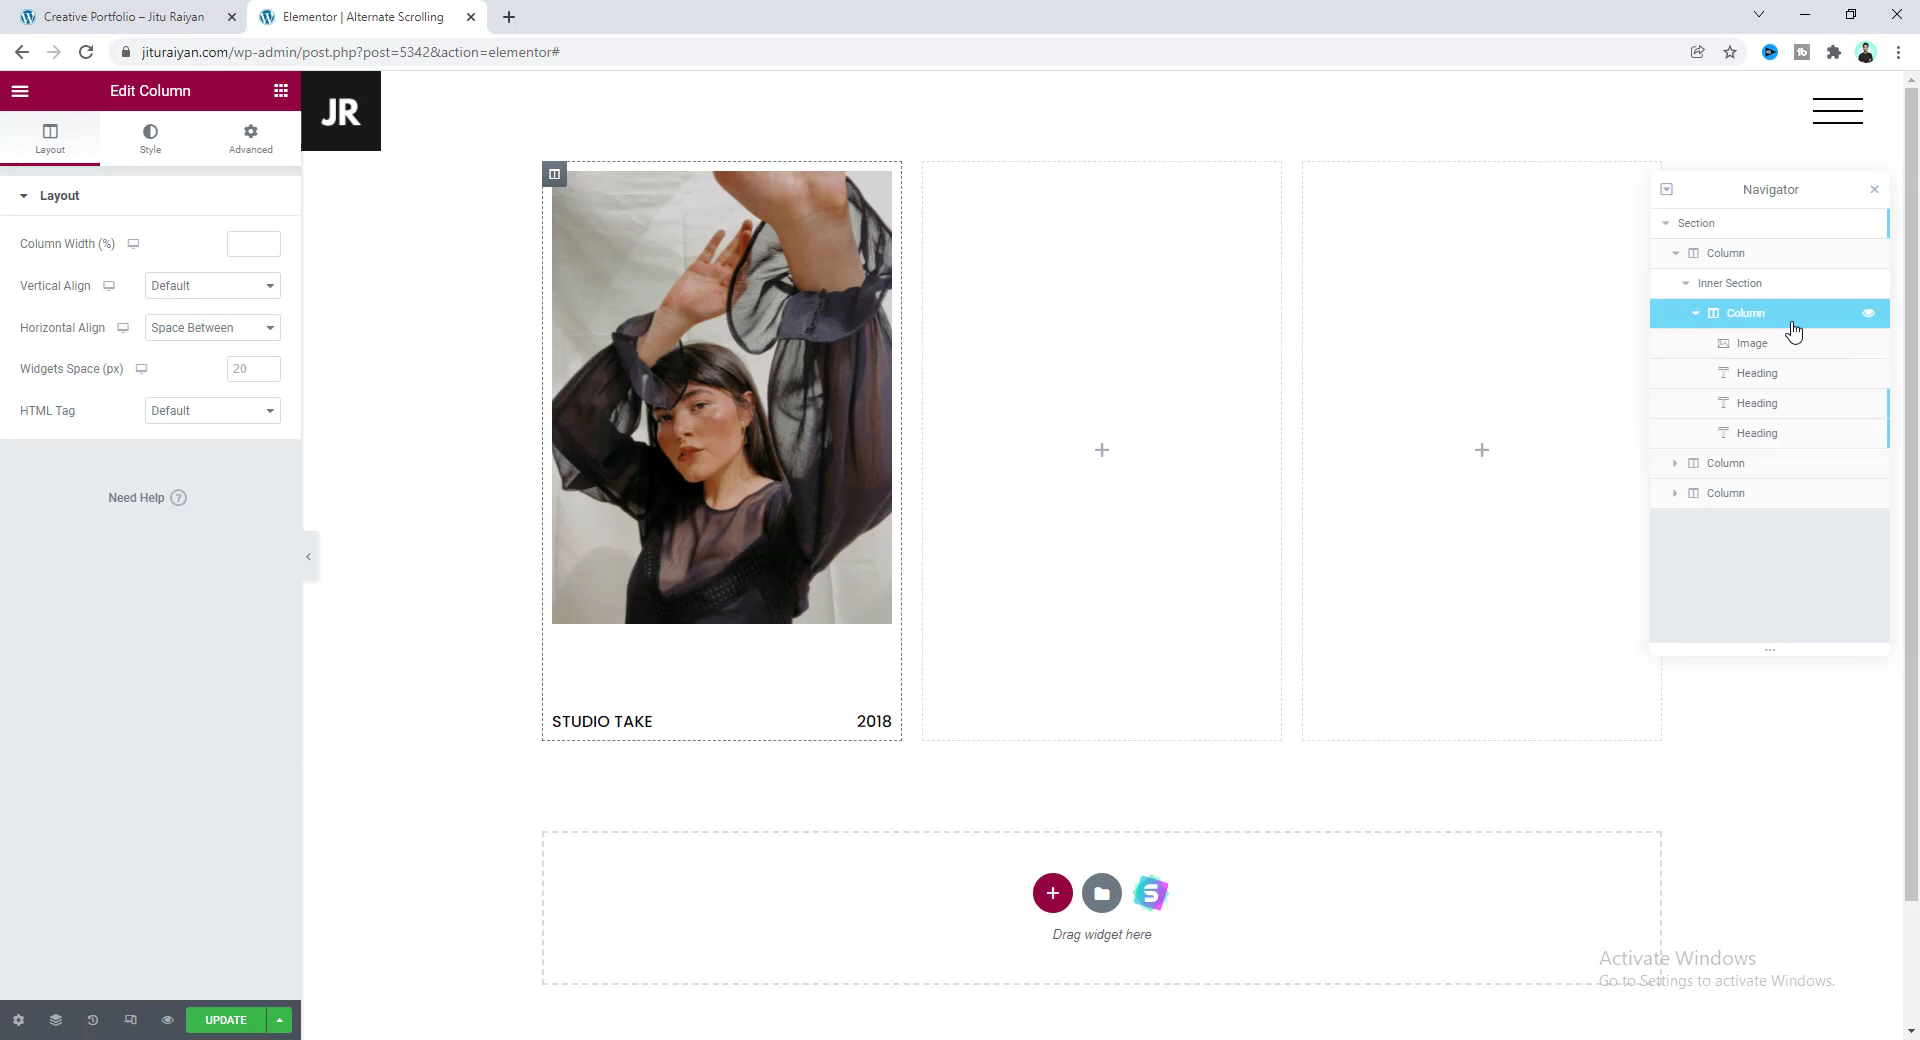 Creative Portfolio – Jitu Raiyan
Elementor | Alternate Scrolling
jituraiyan.com/wp-admin/post.php?post=5342&action=elementor#
Edit Column
JR
Layout
Style
Advanced
Layout
Column Width (%)
Vertical Align
Default
Horizontal Align
Space Between
Widgets Space (px)
20
HTML Tag
Default
Need Help ?
STUDIO TAKE
2018
Drag widget here
Navigator
Section
Column
Inner Section
Column
Image
Heading
Heading
Heading
Column
Column
Activate Windows
Go to Settings to activate Windows.
UPDATE